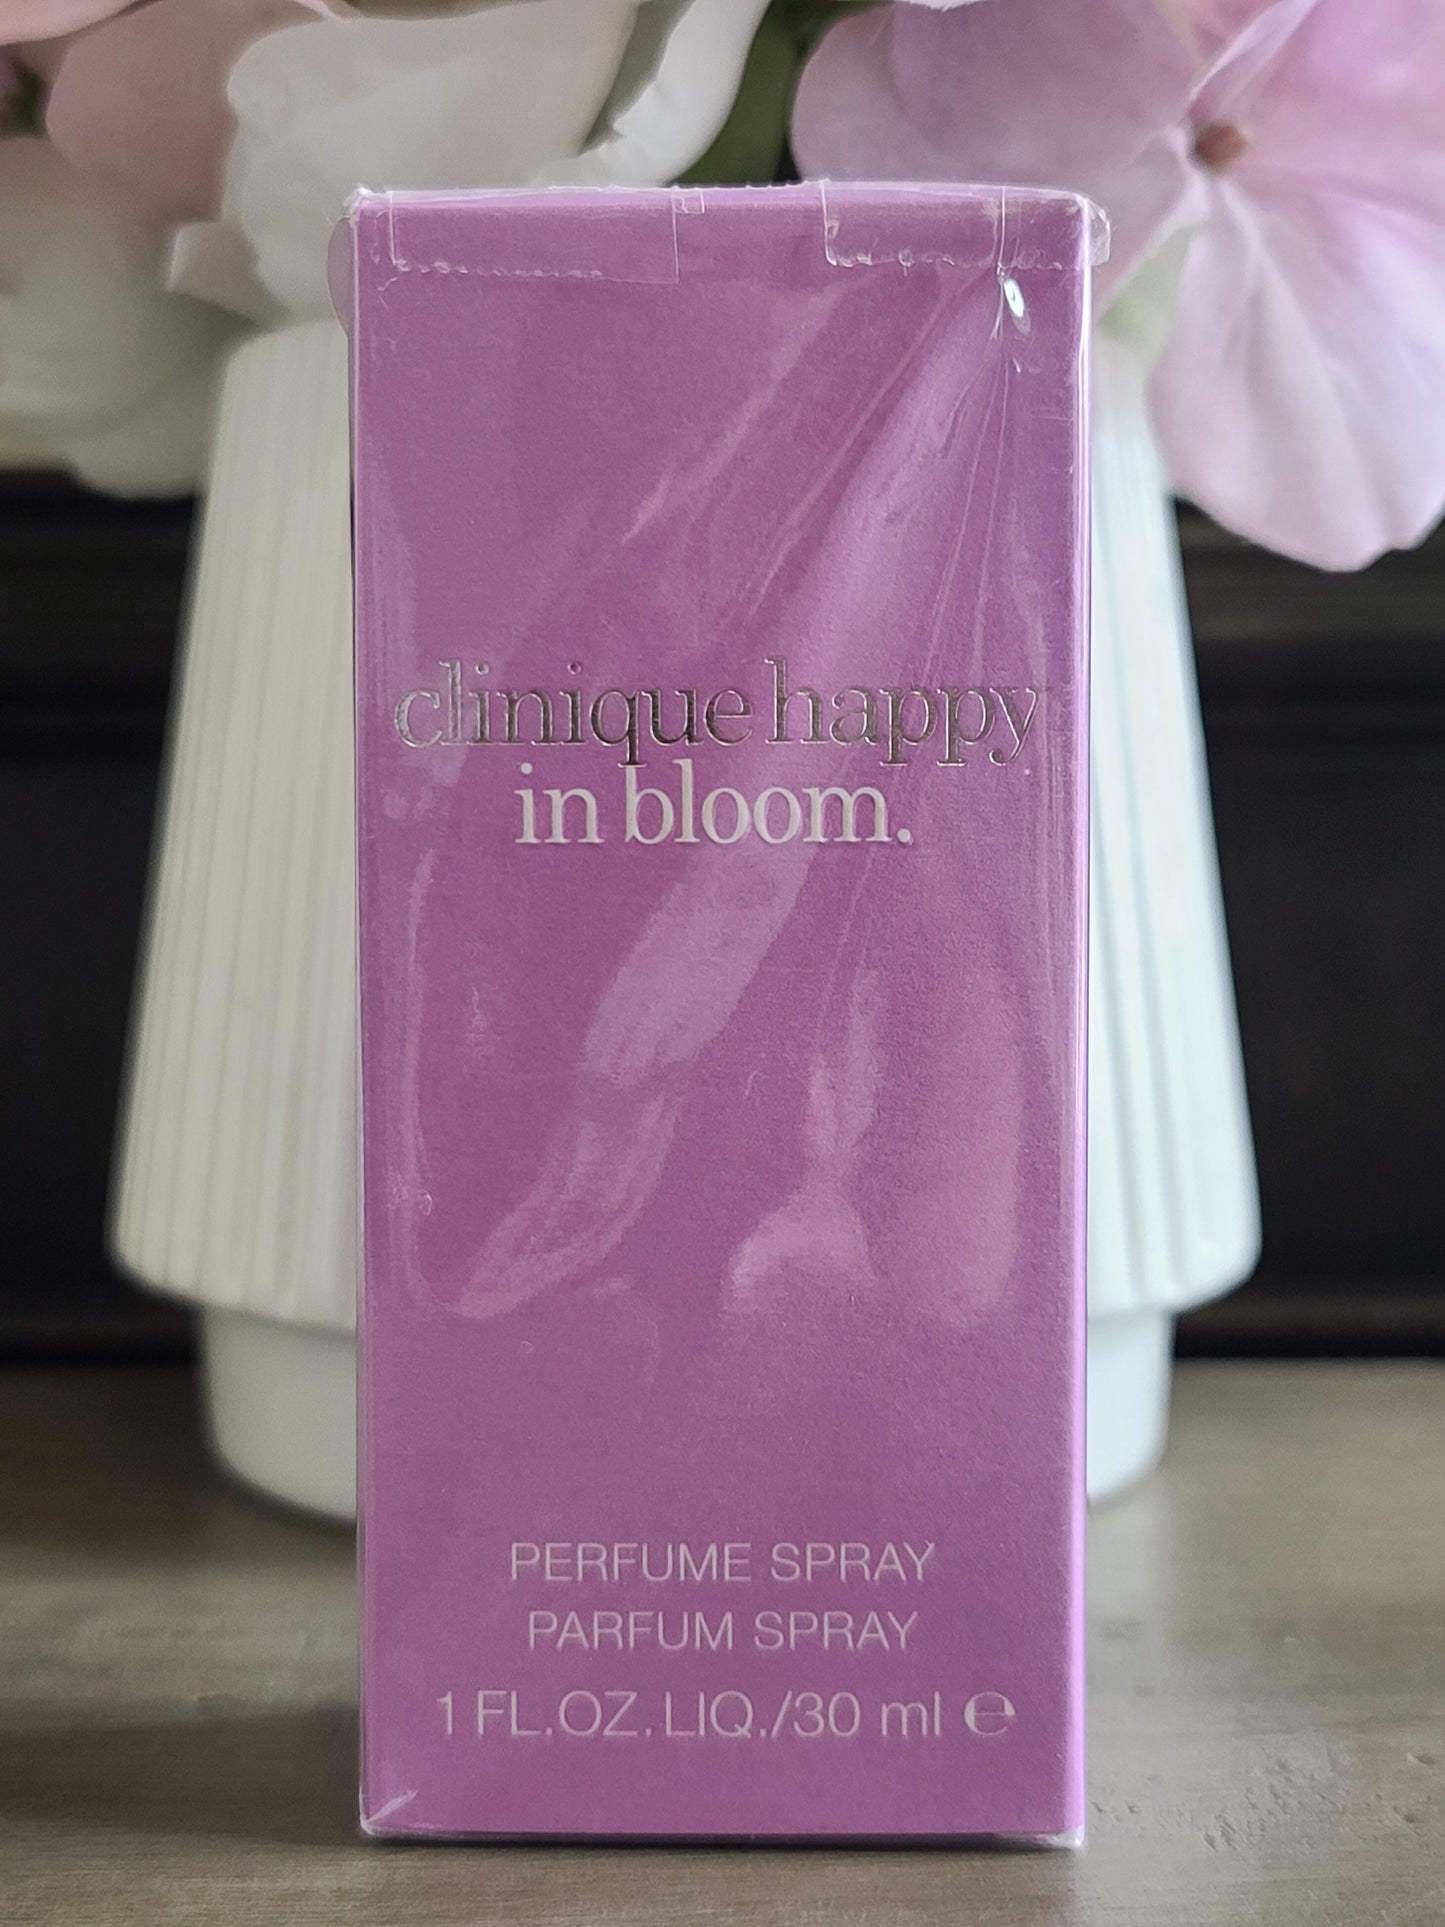 clinique happy
in bloom.
PERFUME SPRAY
PARFUM SPRAY
1 FL.OZ.LIQ./30 ml ℮